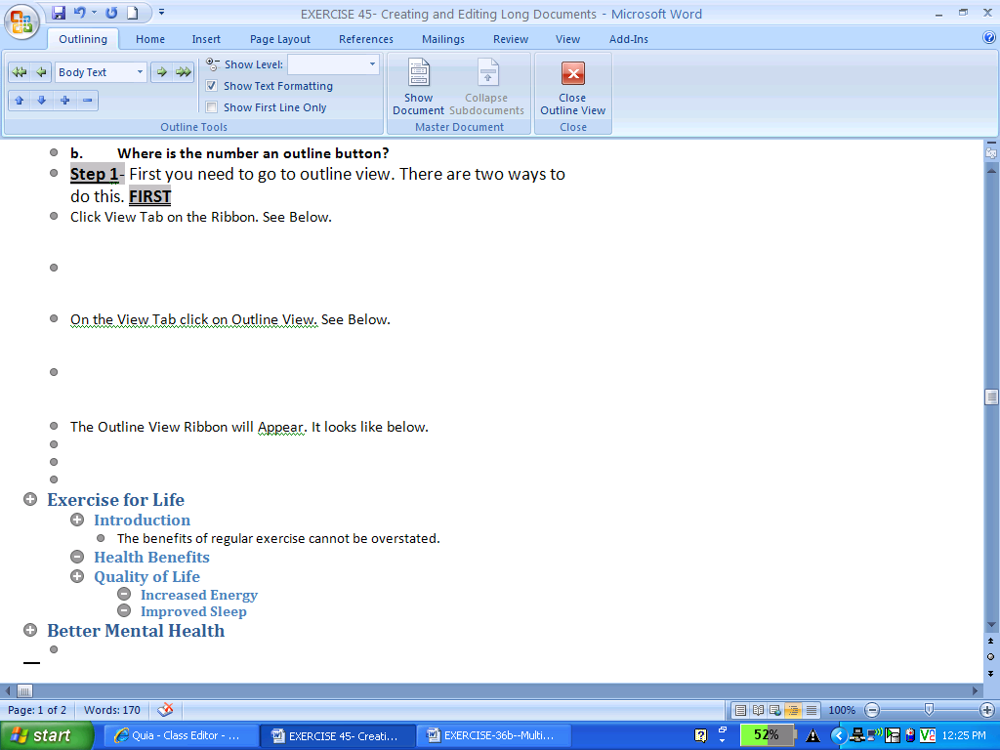 EXERCISE 45- Creating and Editing Long Documents - Microsoft Word
Outlining Home Insert Page Layout References Mailings Review View Add-Ins
Body Text
Show Level:
Show Text Formatting
Show First Line Only
Outline Tools
Show Document
Collapse Subdocuments
Master Document
Close Outline View
Close
b. Where is the number an outline button?
Step 1- First you need to go to outline view. There are two ways to
do this. FIRST
Click View Tab on the Ribbon. See Below.
On the View Tab click on Outline View. See Below.
The Outline View Ribbon will Appear. It looks like below.
Exercise for Life
Introduction
The benefits of regular exercise cannot be overstated.
Health Benefits
Quality of Life
Increased Energy
Improved Sleep
Better Mental Health
Page: 1 of 2 Words: 170 100%
start Quia - Class Editor - ... EXERCISE 45- Creati... EXERCISE-36b--Multi... 52% 12:25 PM